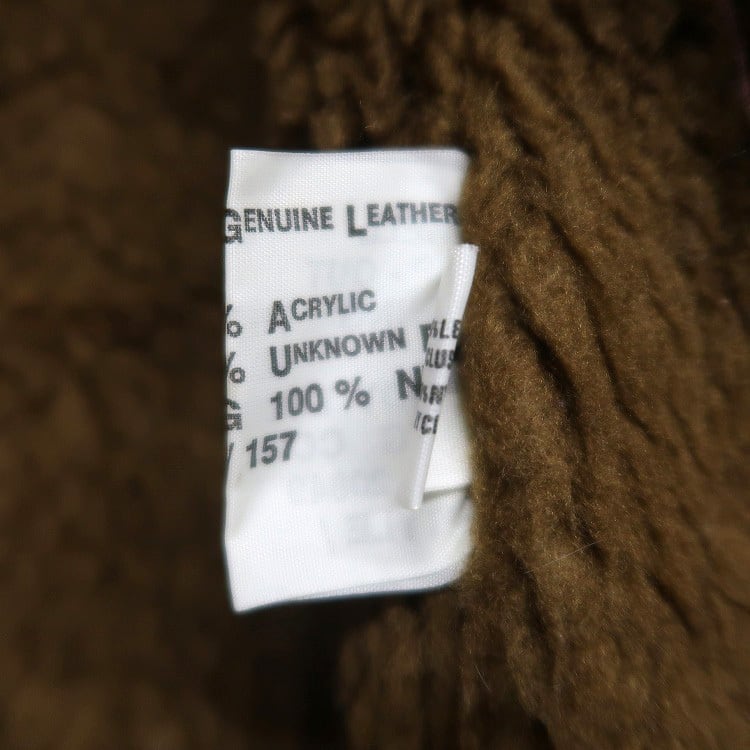 GENUINE LEATHER
% ACRYLIC
% UNKNOWN
100 % N
/ 157